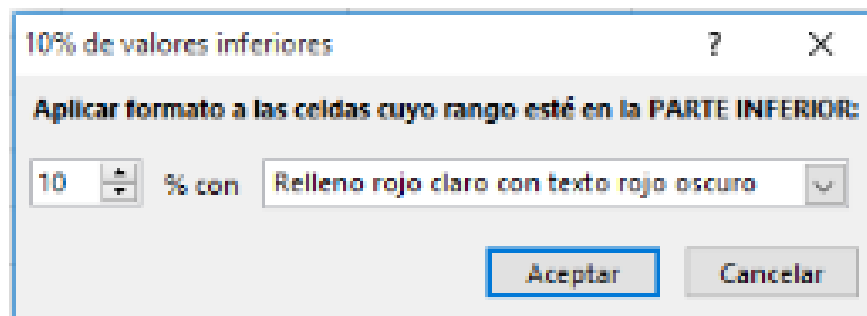 10% de valores inferiores ? X
Aplicar formato a las celdas cuyo rango esté en la PARTE INFERIOR:
10 % con Relleno rojo claro con texto rojo oscuro
Aceptar Cancelar